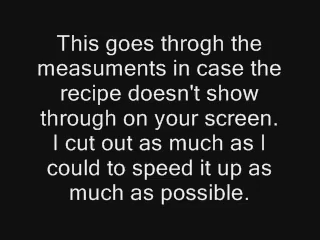 This goes throgh the
measuments in case the
recipe doesn't show
through on your screen.
I cut out as much as I
could to speed it up as
much as possible.